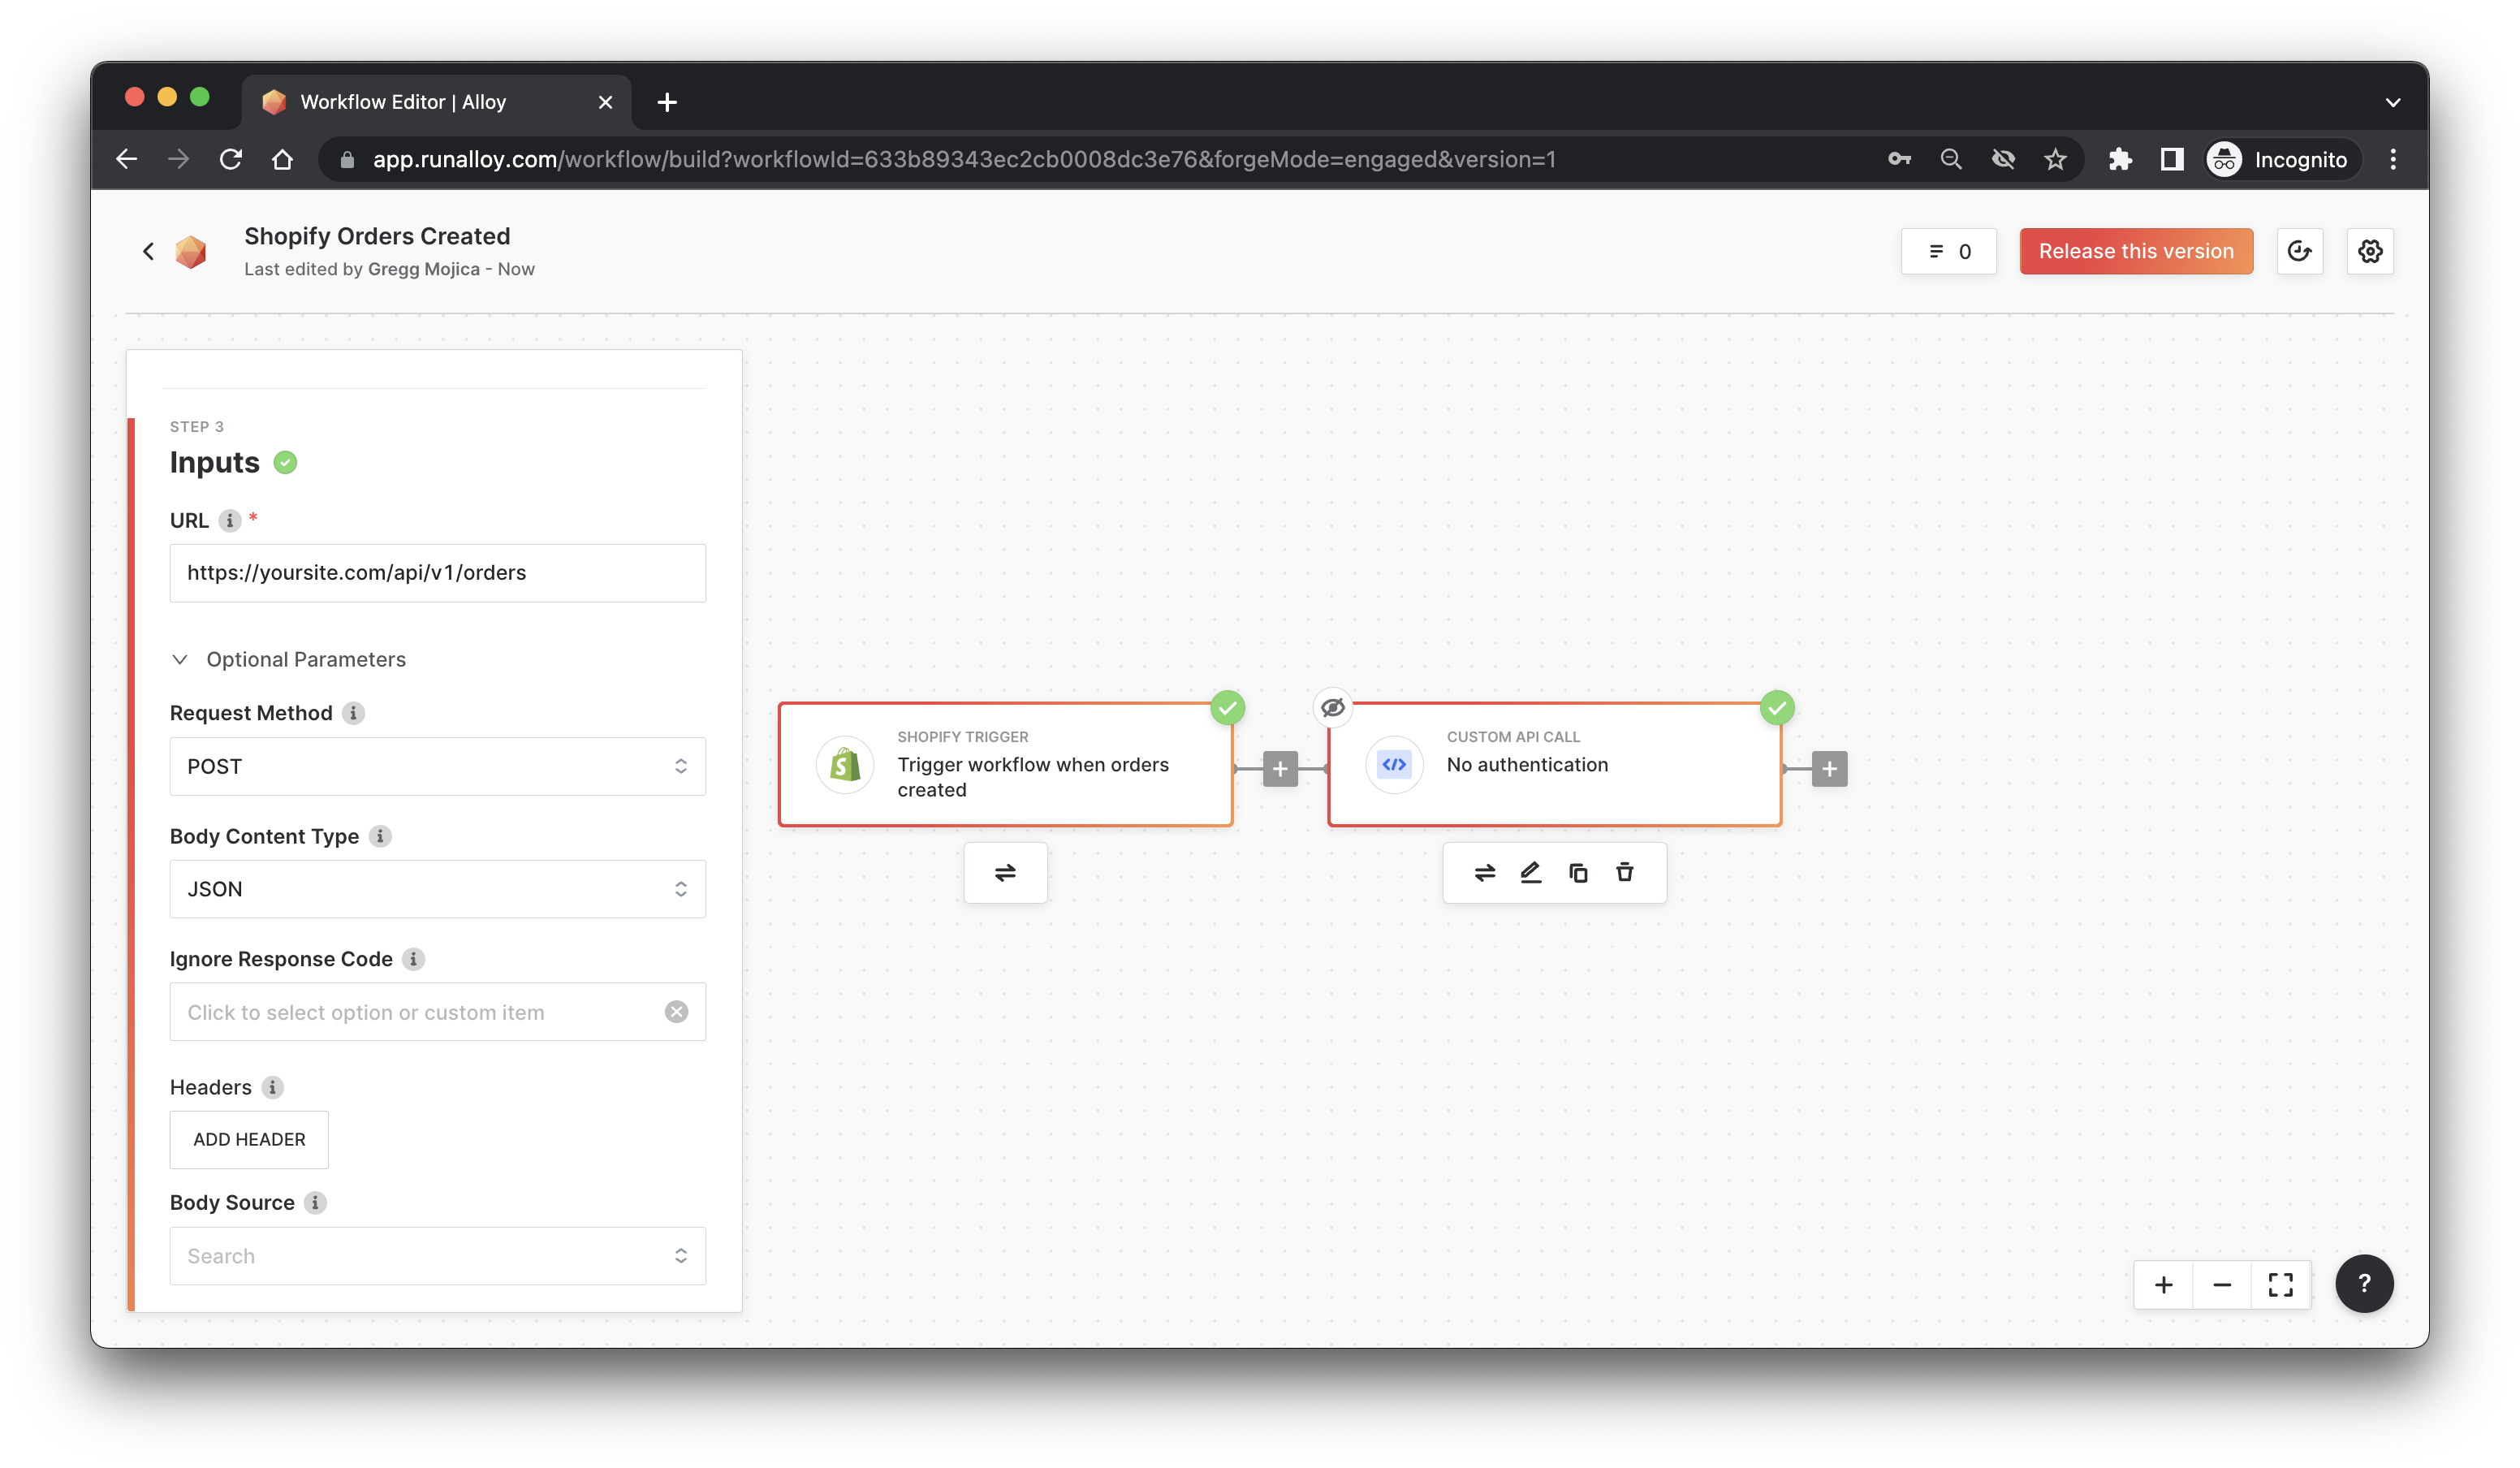 Workflow Editor | Alloy
app.runalloy.com/workflow/build?workflowId=633b89343ec2cb0008dc3e76&forgeMode=engaged&version=1
Incognito
Shopify Orders Created
Last edited by Gregg Mojica - Now
0
Release this version
STEP 3
Inputs
URL *
https://yoursite.com/api/v1/orders
Optional Parameters
Request Method
POST
Body Content Type
JSON
Ignore Response Code
Click to select option or custom item
Headers
ADD HEADER
Body Source
Search
SHOPIFY TRIGGER
Trigger workflow when orders
created
CUSTOM API CALL
No authentication